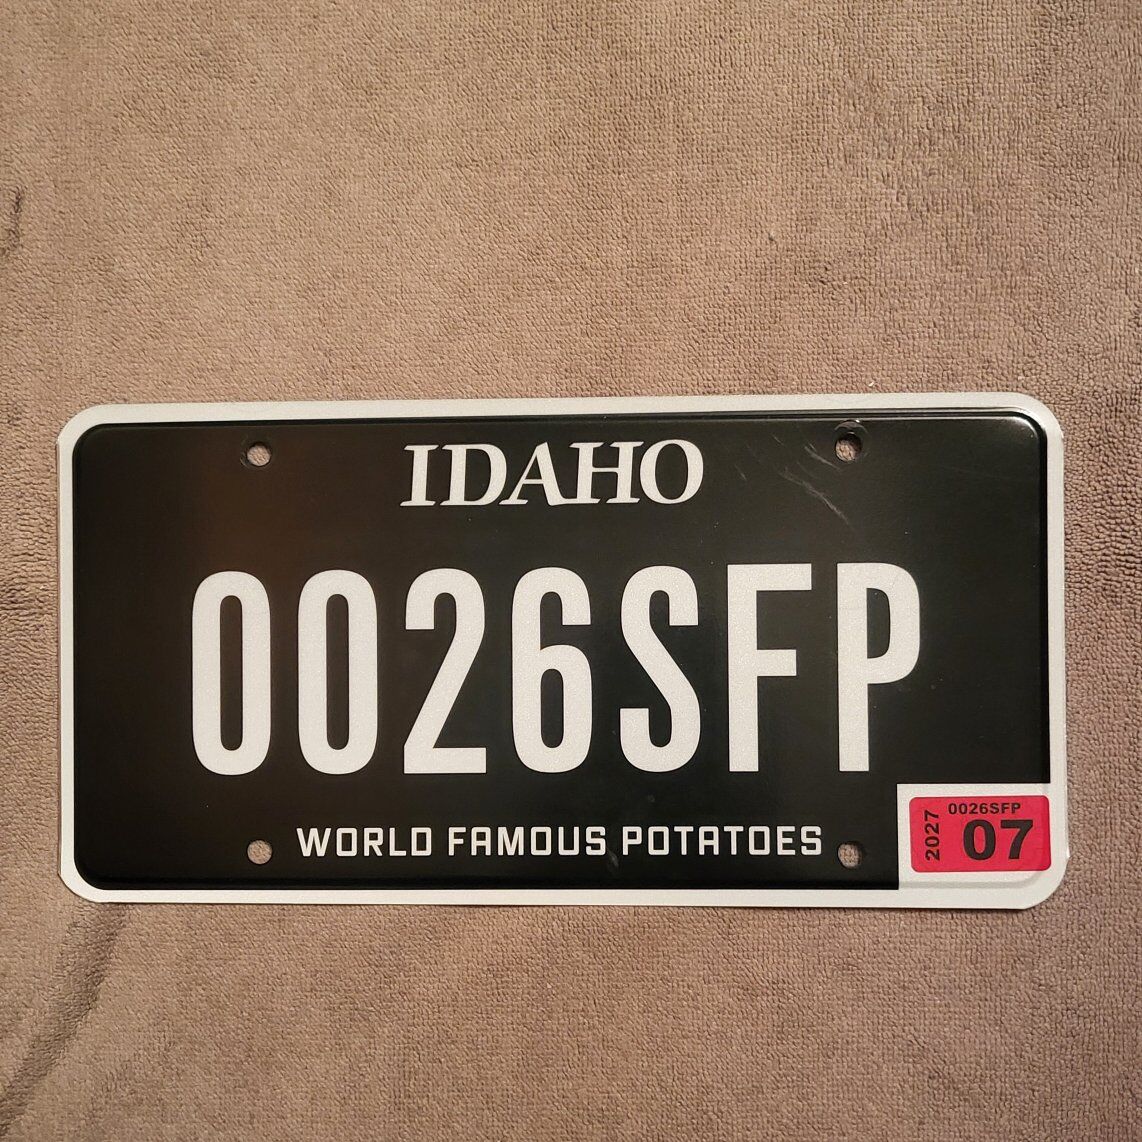 IDAHO
0026SFP
WORLD FAMOUS POTATOES
0026SFP
2027
07